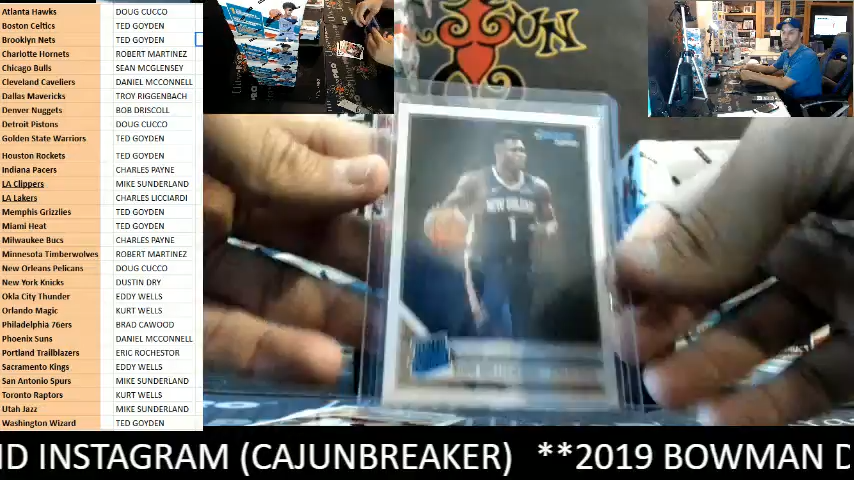 Atlanta Hawks DOUG CUCCO
Boston Celtics TED GOYDEN
Brooklyn Nets TED GOYDEN
Charlotte Hornets ROBERT MARTINEZ
Chicago Bulls SEAN MCGLENSEY
Cleveland Caveliers DANIEL MCCONNELL
Dallas Mavericks TROY RIGGENBACH
Denver Nuggets BOB DRISCOLL
Detroit Pistons DOUG CUCCO
Golden State Warriors TED GOYDEN
Houston Rockets TED GOYDEN
Indiana Pacers CHARLES PAYNE
LA Clippers MIKE SUNDERLAND
LA Lakers CHARLES LICCIARDI
Memphis Grizzlies TED GOYDEN
Miami Heat TED GOYDEN
Milwaukee Bucs CHARLES PAYNE
Minnesota Timberwolves ROBERT MARTINEZ
New Orleans Pelicans DOUG CUCCO
New York Knicks DUSTIN DRY
Okla City Thunder EDDY WELLS
Orlando Magic KURT WELLS
Philadelphia 76ers BRAD CAWOOD
Phoenix Suns DANIEL MCCONNELL
Portland Trailblazers ERIC ROCHESTOR
Sacramento Kings EDDY WELLS
San Antonio Spurs MIKE SUNDERLAND
Toronto Raptors KURT WELLS
Utah Jazz MIKE SUNDERLAND
Washington Wizard TED GOYDEN
UN
NEW ORLEANS
1
ND INSTAGRAM (CAJUNBREAKER) **2019 BOWMAN D